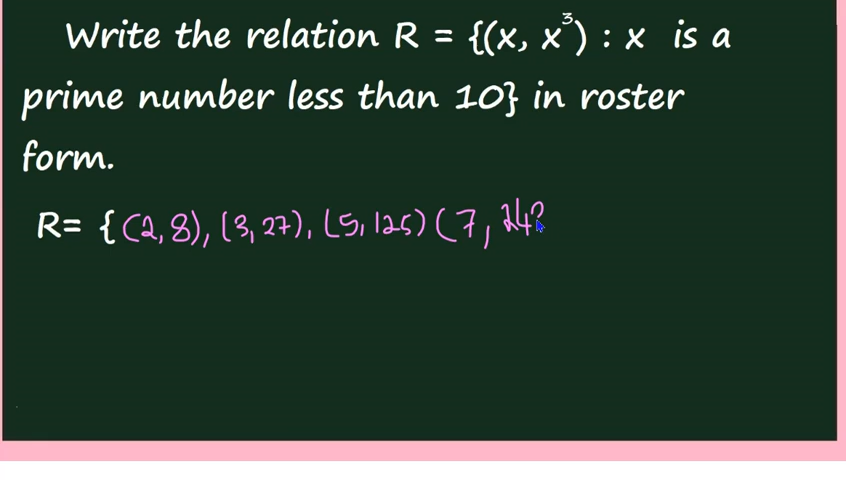 Write the relation R = {(x, x³) : x is a
prime number less than 10} in roster
form.
R= { (2, 8), (3, 27), (5, 125) (7, 24